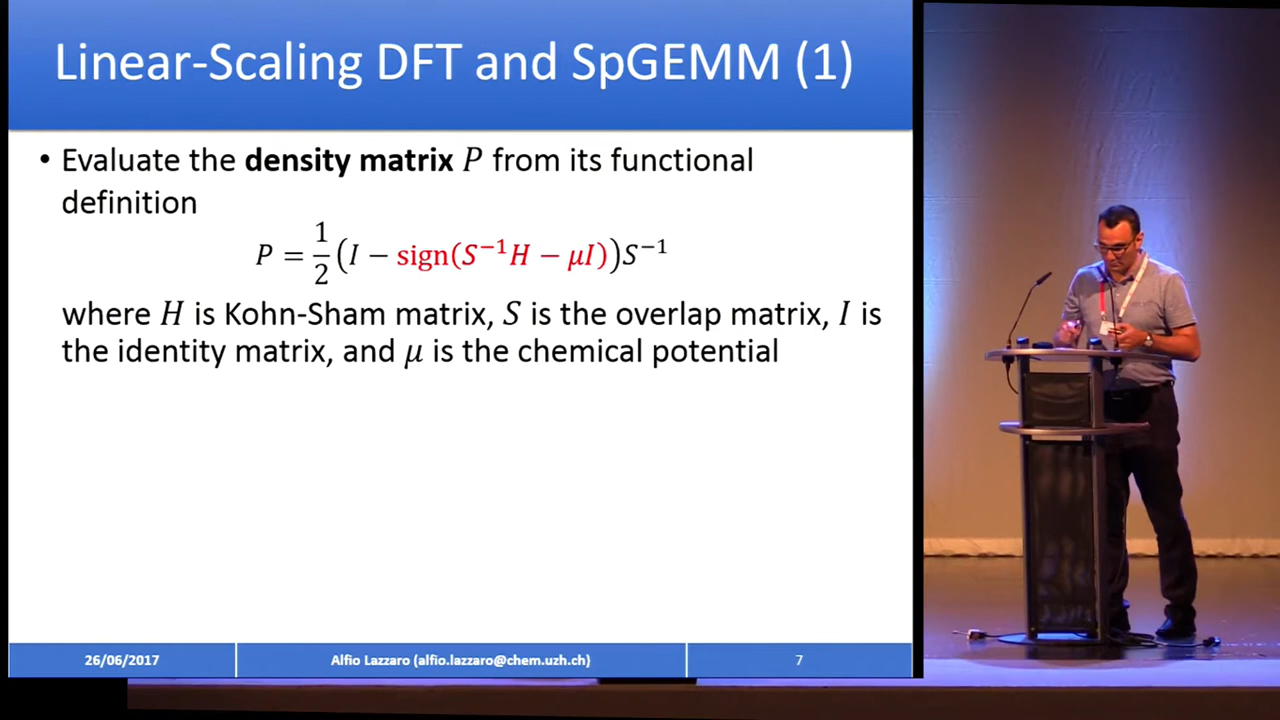 Linear-Scaling DFT and SpGEMM (1)
• Evaluate the density matrix 𝑃 from its functional
definition
𝑃 = 1/2 (𝐼 − sign(𝑆⁻¹𝐻 − 𝜇𝐼))𝑆⁻¹
where 𝐻 is Kohn-Sham matrix, 𝑆 is the overlap matrix, 𝐼 is
the identity matrix, and 𝜇 is the chemical potential
26/06/2017
Alfio Lazzaro (alfio.lazzaro@chem.uzh.ch)
7